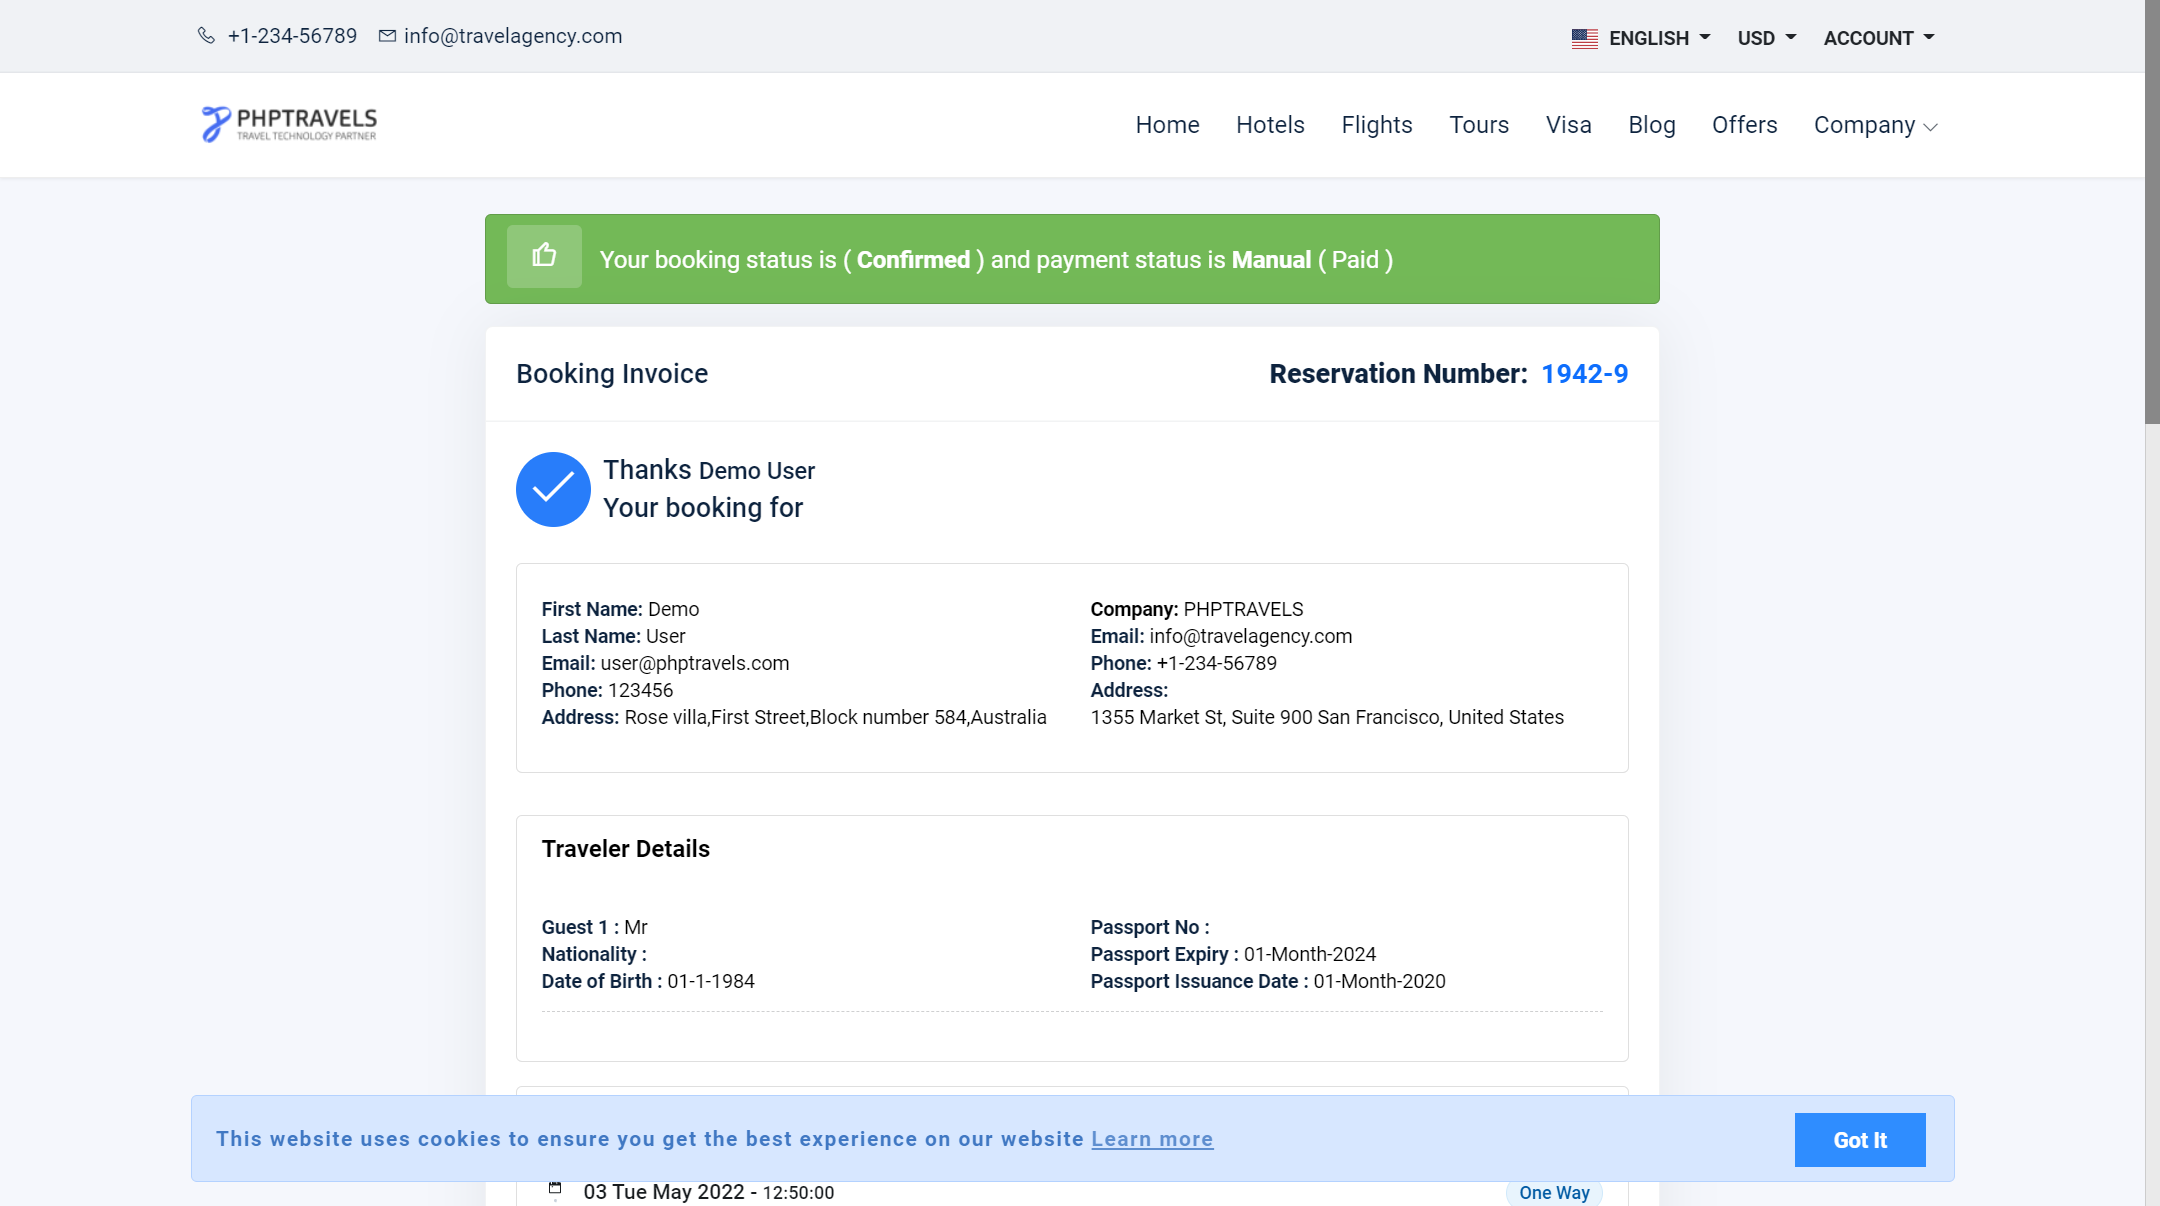 +1-234-56789 info@travelagency.com ENGLISH USD ACCOUNT
PHPTRAVELS
TRAVEL TECHNOLOGY PARTNER
Home Hotels Flights Tours Visa Blog Offers Company
Your booking status is ( Confirmed ) and payment status is Manual ( Paid )
Booking Invoice Reservation Number: 1942-9
Thanks Demo User
Your booking for
First Name: Demo
Last Name: User
Email: user@phptravels.com
Phone: 123456
Address: Rose villa,First Street,Block number 584,Australia
Company: PHPTRAVELS
Email: info@travelagency.com
Phone: +1-234-56789
Address:
1355 Market St, Suite 900 San Francisco, United States
Traveler Details
Guest 1 : Mr
Nationality :
Date of Birth : 01-1-1984
Passport No :
Passport Expiry : 01-Month-2024
Passport Issuance Date : 01-Month-2020
This website uses cookies to ensure you get the best experience on our website Learn more Got It
03 Tue May 2022 - 12:50:00 One Way